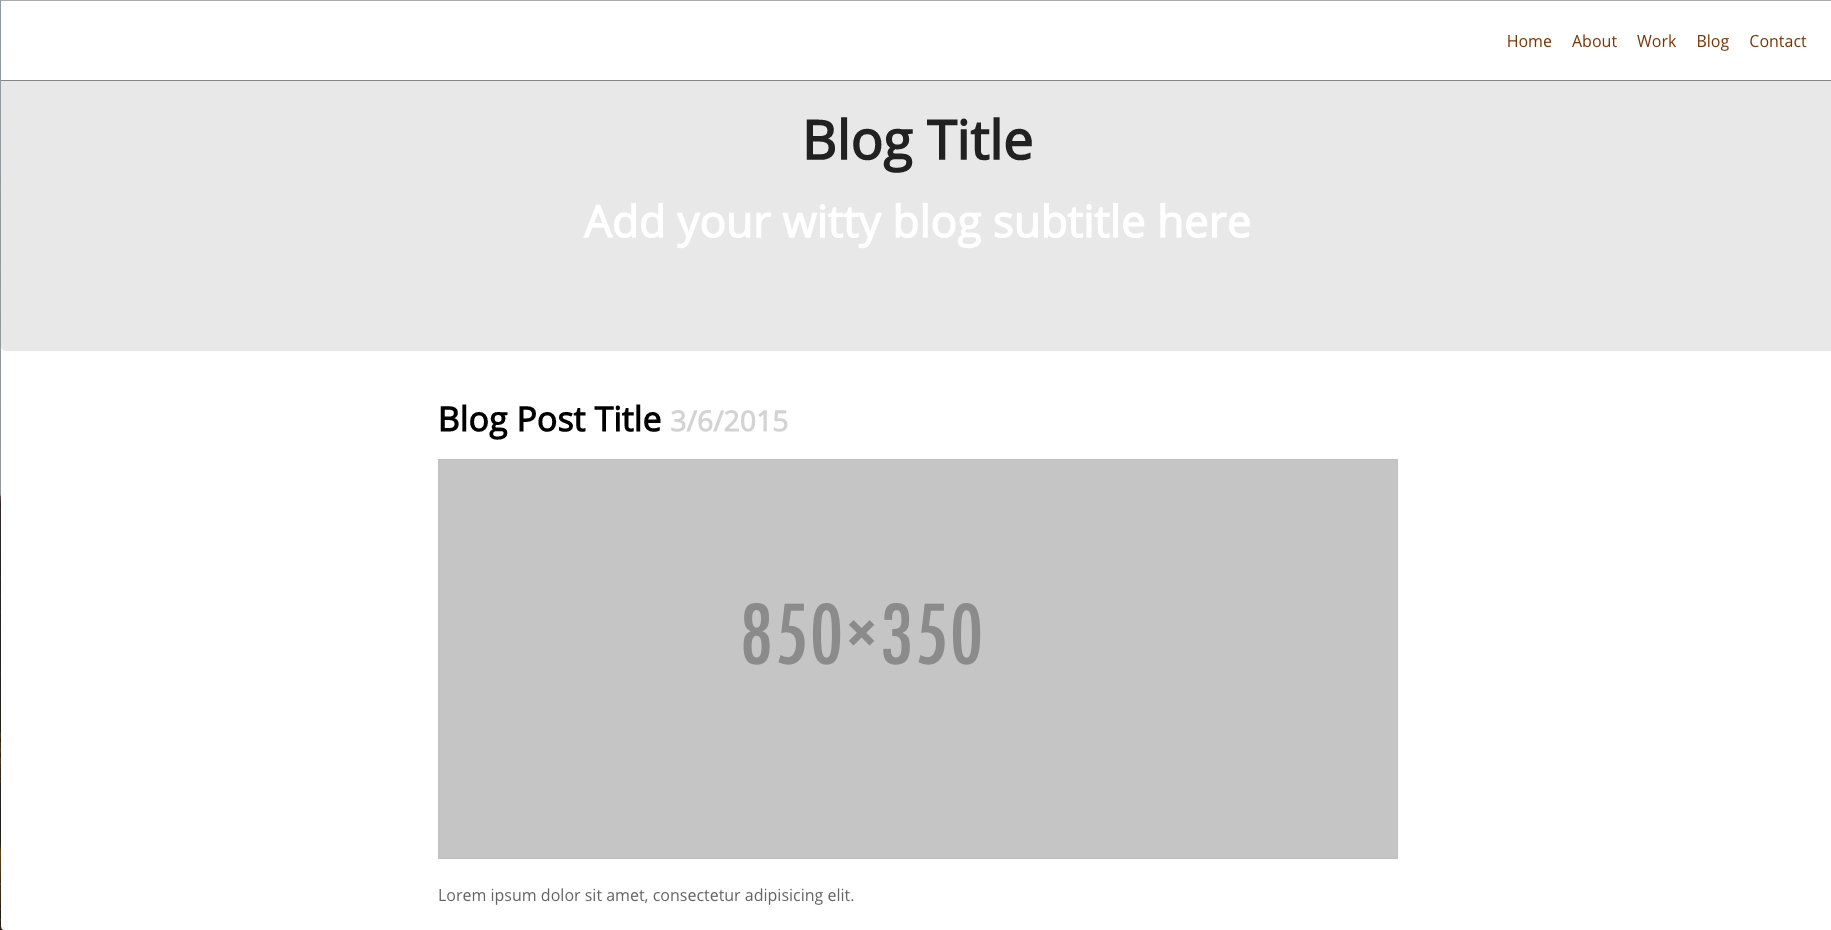 Home About Work Blog Contact
Blog Title
Add your witty blog subtitle here
Blog Post Title 3/6/2015
850×350
Lorem ipsum dolor sit amet, consectetur adipisicing elit.